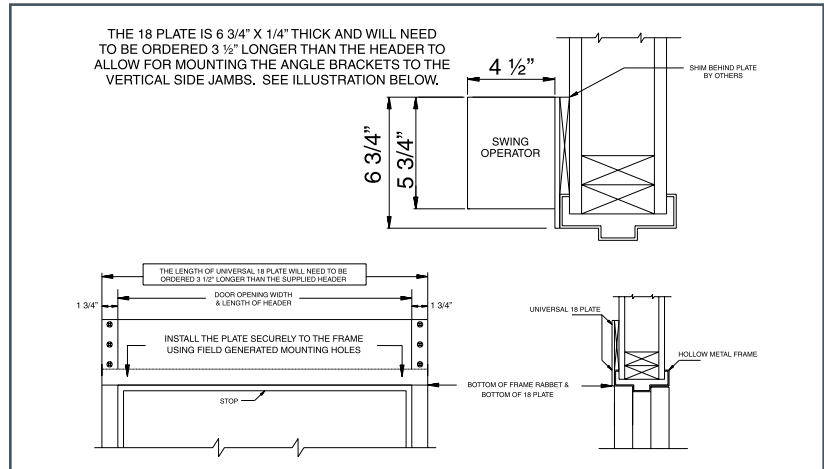 THE 18 PLATE IS 6 3/4” X 1/4” THICK AND WILL NEED
TO BE ORDERED 3 ½” LONGER THAN THE HEADER TO
ALLOW FOR MOUNTING THE ANGLE BRACKETS TO THE
VERTICAL SIDE JAMBS. SEE ILLUSTRATION BELOW.
4 ½”
SHIM BEHIND PLATE
BY OTHERS
6 3/4”
5 3/4”
SWING
OPERATOR
THE LENGTH OF UNIVERSAL 18 PLATE WILL NEED TO BE
ORDERED 3 1/2" LONGER THAN THE SUPPLIED HEADER
1 3/4”
DOOR OPENING WIDTH
& LENGTH OF HEADER
1 3/4”
INSTALL THE PLATE SECURELY TO THE FRAME
USING FIELD GENERATED MOUNTING HOLES
STOP
UNIVERSAL 18 PLATE
HOLLOW METAL FRAME
BOTTOM OF FRAME RABBET &
BOTTOM OF 18 PLATE